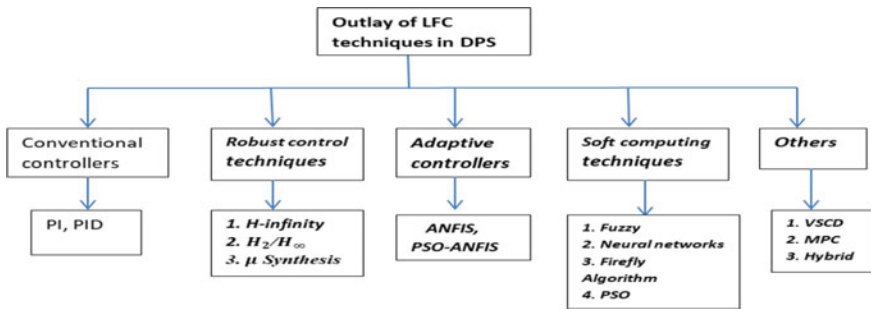 Outlay of LFC
techniques in DPS
Conventional
controllers
Robust control
techniques
Adaptive
controllers
Soft computing
techniques
Others
PI, PID
1. H-infinity
2. H₂/H∞
3. μ Synthesis
ANFIS,
PSO-ANFIS
1. Fuzzy
2. Neural networks
3. Firefly
Algorithm
4. PSO
1. VSCD
2. MPC
3. Hybrid